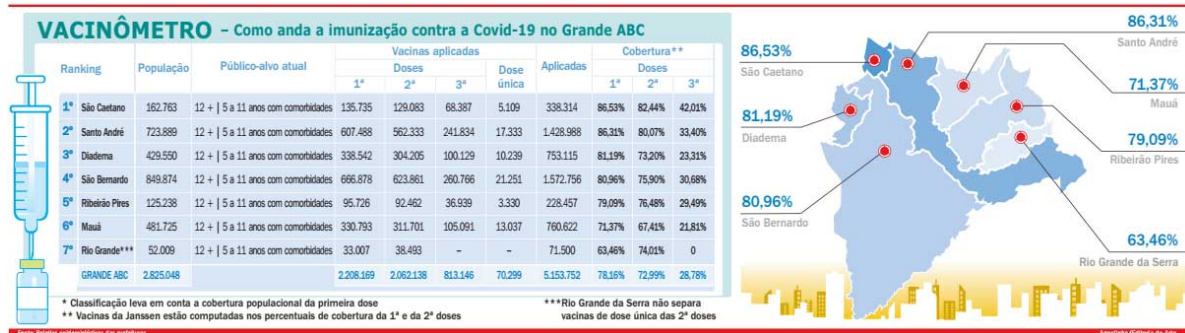 VACINÔMETRO – Como anda a imunização contra a Covid-19 no Grande ABC
Ranking População Público-alvo atual Vacinas aplicadas Aplicadas Cobertura**
Doses Dose única Doses
1ª 2ª 3ª 1ª 2ª 3ª
1º São Caetano 162.763 12 + | 5 a 11 anos com comorbidades 135.735 129.083 68.387 5.109 338.314 86,53% 82,44% 42,01%
2º Santo André 723.889 12 + | 5 a 11 anos com comorbidades 607.488 562.333 241.834 17.333 1.428.988 86,31% 80,07% 33,40%
3º Diadema 429.550 12 + | 5 a 11 anos com comorbidades 338.542 304.205 100.129 10.239 753.115 81,19% 73,20% 23,31%
4º São Bernardo 849.874 12 + | 5 a 11 anos com comorbidades 666.878 623.861 260.766 21.251 1.572.756 80,96% 75,90% 30,68%
5º Ribeirão Pires 125.238 12 + | 5 a 11 anos com comorbidades 95.726 92.462 36.939 3.330 228.457 79,09% 76,48% 29,49%
6º Mauá 481.725 12 + | 5 a 11 anos com comorbidades 330.793 311.701 105.091 13.037 760.622 71,37% 67,41% 21,81%
7º Rio Grande*** 52.009 12 + | 5 a 11 anos com comorbidades 33.007 38.493 – – 71.500 63,46% 74,01% 0
GRANDE ABC 2.825.048 2.208.169 2.062.138 813.146 70.299 5.153.752 78,16% 72,99% 28,78%
* Classificação leva em conta a cobertura populacional da primeira dose
** Vacinas da Janssen estão computadas nos percentuais de cobertura da 1ª e da 2ª doses
***Rio Grande da Serra não separa
vacinas de dose única das 2ª doses
86,53%
São Caetano
81,19%
Diadema
80,96%
São Bernardo
86,31%
Santo André
71,37%
Mauá
79,09%
Ribeirão Pires
63,46%
Rio Grande da Serra
Fonte: Boletins epidemiológicos das prefeituras